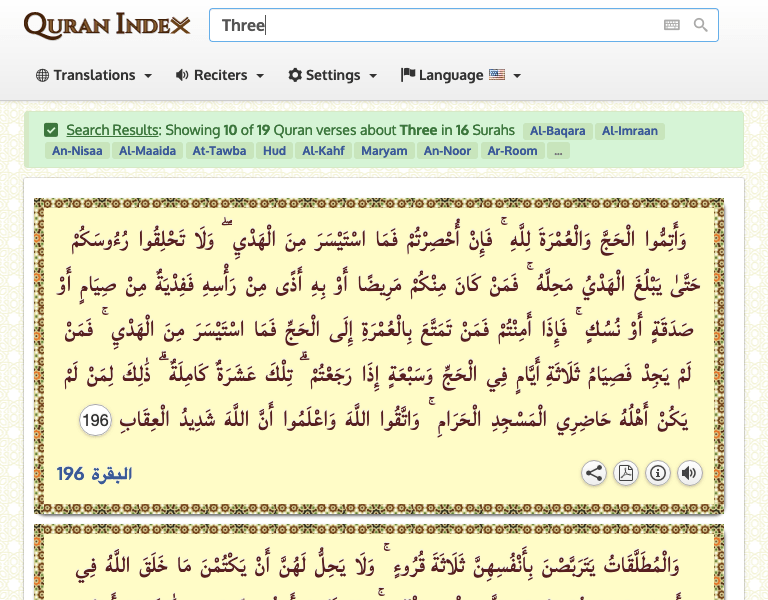 QURAN INDEX
Three
Translations
Reciters
Settings
Language
Search Results: Showing 10 of 19 Quran verses about Three in 16 Surahs Al-Baqara Al-Imraan
An-Nisaa Al-Maaida At-Tawba Hud Al-Kahf Maryam An-Noor Ar-Room ...
وَأَتِمُّوا الْحَجَّ وَالْعُمْرَةَ لِلَّهِ ۚ فَإِنْ أُحْصِرْتُمْ فَمَا اسْتَيْسَرَ مِنَ الْهَدْيِ ۖ وَلَا تَحْلِقُوا رُءُوسَكُمْ
حَتَّىٰ يَبْلُغَ الْهَدْيُ مَحِلَّهُ ۚ فَمَنْ كَانَ مِنْكُمْ مَرِيضًا أَوْ بِهِ أَذًى مِنْ رَأْسِهِ فَفِدْيَةٌ مِنْ صِيَامٍ أَوْ
صَدَقَةٍ أَوْ نُسُكٍ ۚ فَإِذَا أَمِنْتُمْ فَمَنْ تَمَتَّعَ بِالْعُمْرَةِ إِلَى الْحَجِّ فَمَا اسْتَيْسَرَ مِنَ الْهَدْيِ ۚ فَمَنْ
لَمْ يَجِدْ فَصِيَامُ ثَلَاثَةِ أَيَّامٍ فِي الْحَجِّ وَسَبْعَةٍ إِذَا رَجَعْتُمْ ۗ تِلْكَ عَشَرَةٌ كَامِلَةٌ ۗ ذَٰلِكَ لِمَنْ لَمْ
يَكُنْ أَهْلُهُ حَاضِرِي الْمَسْجِدِ الْحَرَامِ ۚ وَاتَّقُوا اللَّهَ وَاعْلَمُوا أَنَّ اللَّهَ شَدِيدُ الْعِقَابِ 196
البقرة 196
وَالْمُطَلَّقَاتُ يَتَرَبَّصْنَ بِأَنْفُسِهِنَّ ثَلَاثَةَ قُرُوءٍ ۚ وَلَا يَحِلُّ لَهُنَّ أَنْ يَكْتُمْنَ مَا خَلَقَ اللَّهُ فِي